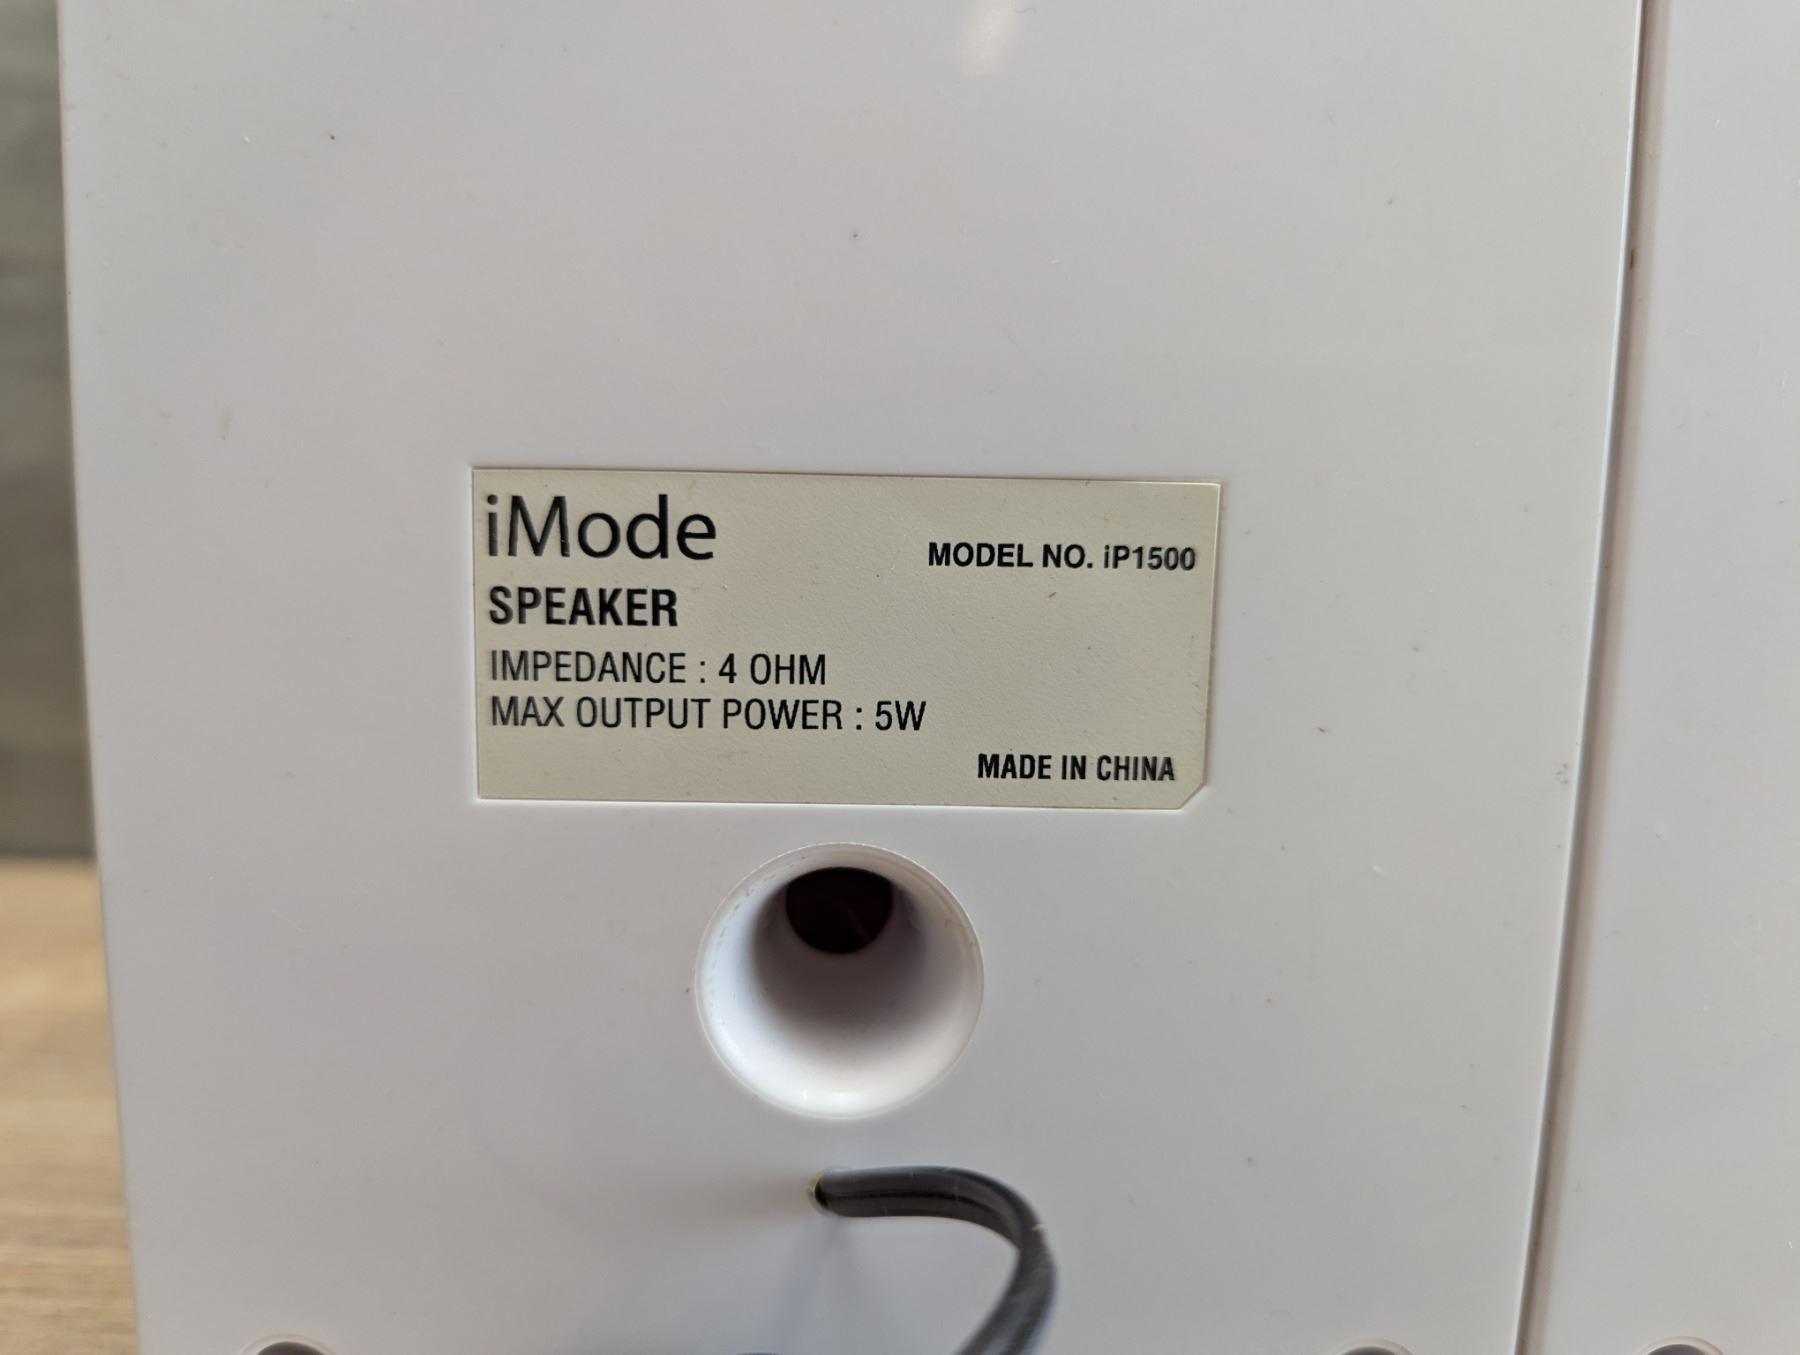 iMode
MODEL NO. iP1500
SPEAKER
IMPEDANCE : 4 OHM
MAX OUTPUT POWER : 5W
MADE IN CHINA